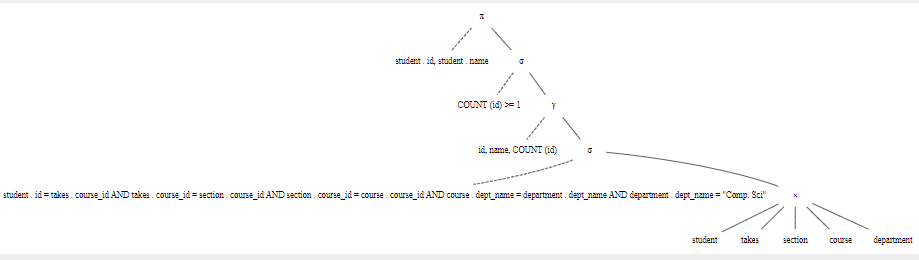 π
student . id, student . name
σ
COUNT (id) >= 1
γ
id, name, COUNT (id)
σ
student . id = takes . course_id AND takes . course_id = section . course_id AND section . course_id = course . course_id AND course . dept_name = department . dept_name AND department . dept_name = "Comp. Sci"
×
student takes section course department